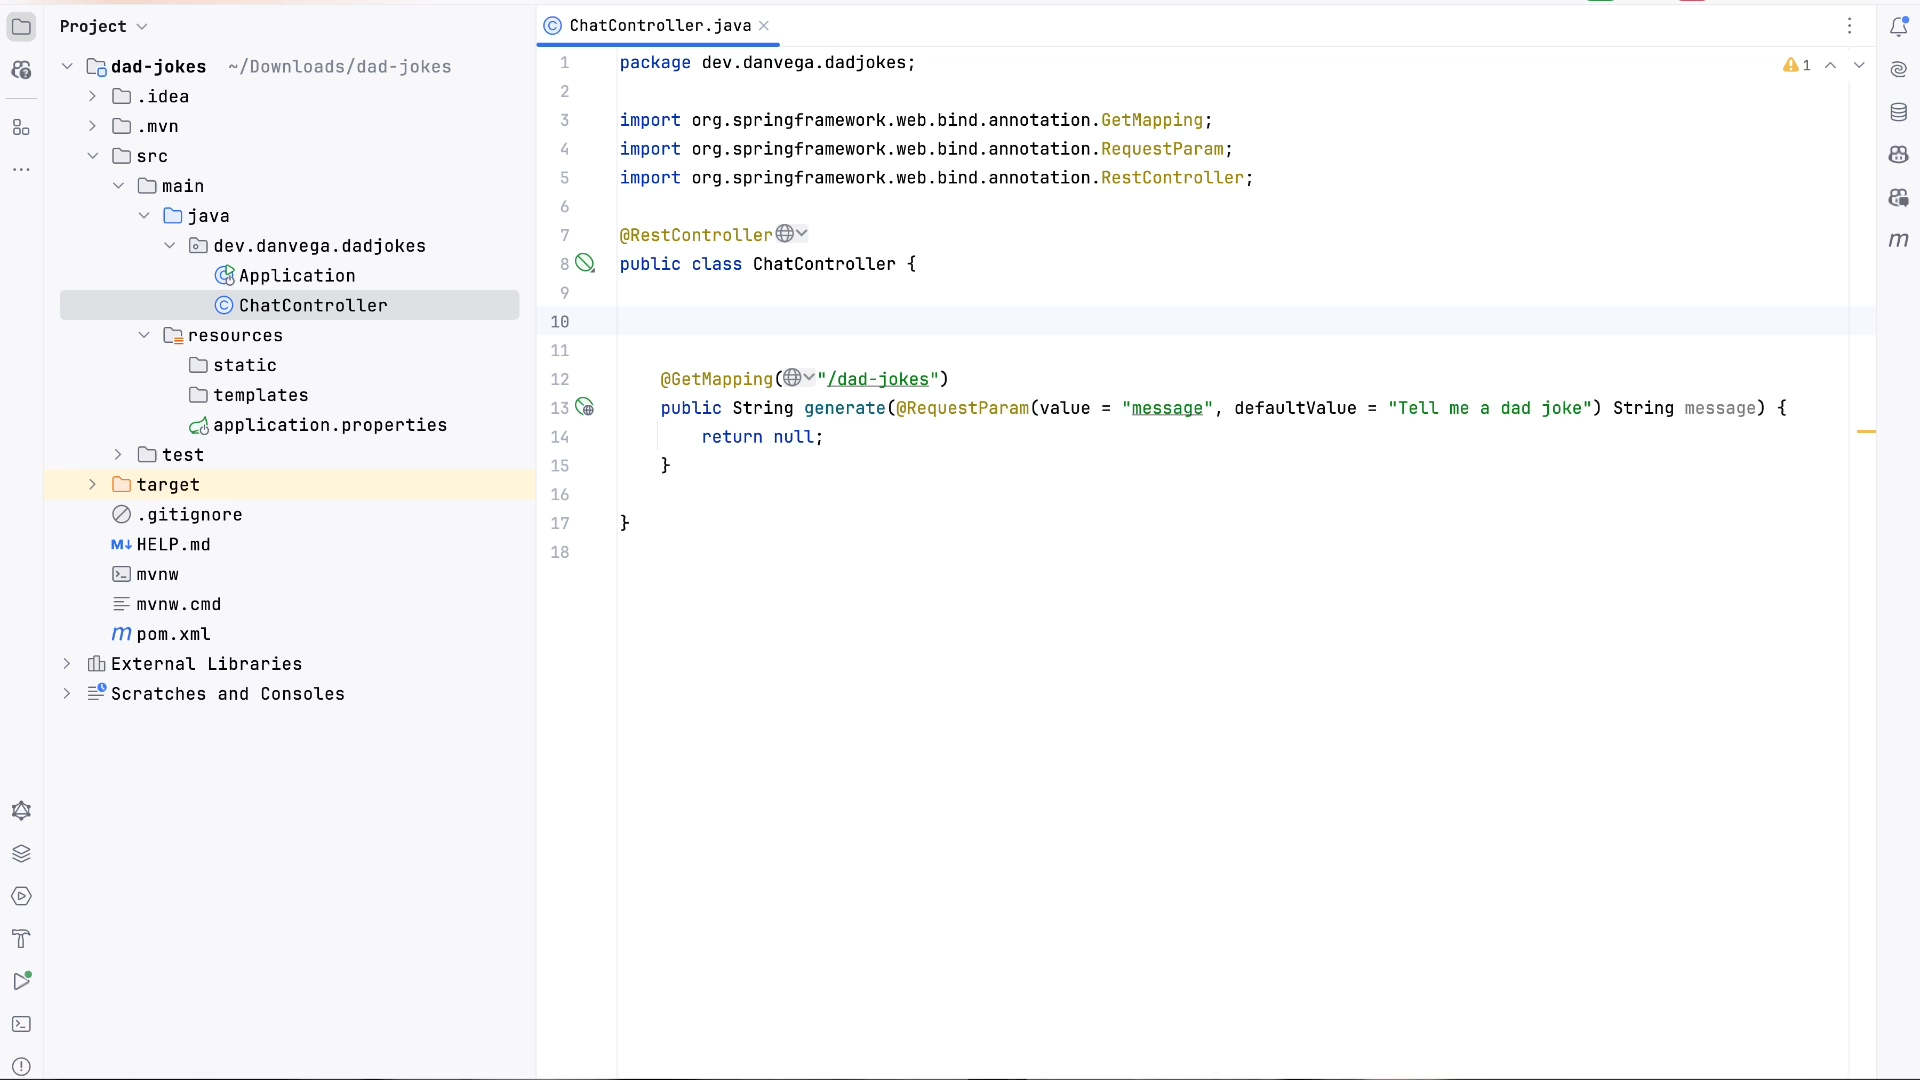 Project
dad-jokes ~/Downloads/dad-jokes
.idea
.mvn
src
main
java
dev.danvega.dadjokes
Application
ChatController
resources
static
templates
application.properties
test
target
.gitignore
HELP.md
mvnw
mvnw.cmd
pom.xml
External Libraries
Scratches and Consoles
ChatController.java
1 package dev.danvega.dadjokes;
2
3 import org.springframework.web.bind.annotation.GetMapping;
4 import org.springframework.web.bind.annotation.RequestParam;
5 import org.springframework.web.bind.annotation.RestController;
6
7 @RestController
8 public class ChatController {
9
10
11
12 @GetMapping("/dad-jokes")
13 public String generate(@RequestParam(value = "message", defaultValue = "Tell me a dad joke") String message) {
14 return null;
15 }
16
17 }
18
1